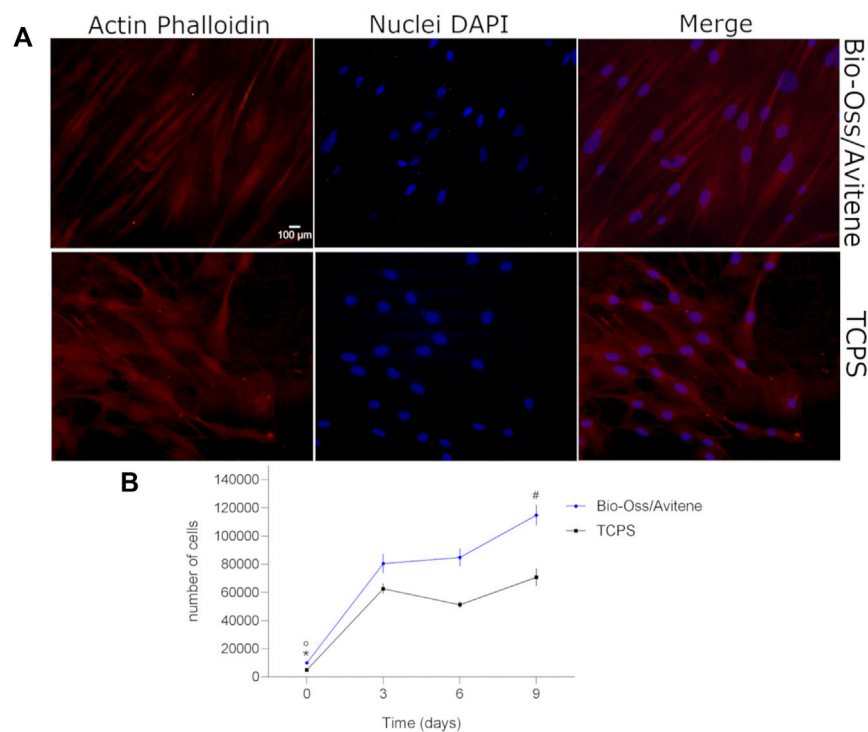 Actin Phalloidin Nuclei DAPI Merge
A
Bio-Oss/Avitene
100 µm
TCPS
B
140000
120000
100000
80000
60000
40000
20000
0
number of cells
#
°
*
0 3 6 9
Time (days)
Bio-Oss/Avitene
TCPS